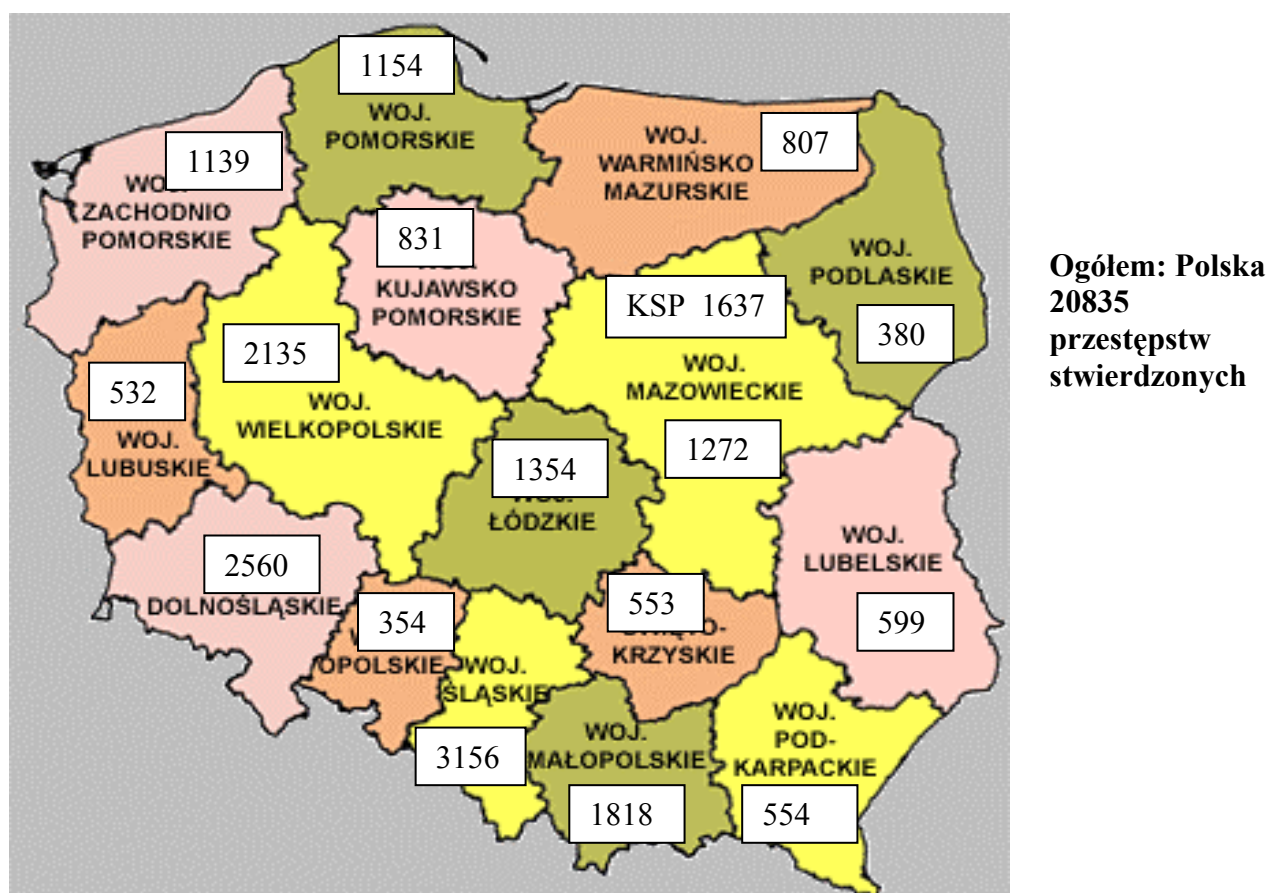 1154
WOJ.
POMORSKIE
1139
ZACHODNIO
POMORSKIE
WOJ.
WARMIŃSKO
MAZURSKIE
807
831
KUJAWSKO
POMORSKIE
WOJ.
PODLASKIE
380
KSP 1637
WOJ.
MAZOWIECKIE
1272
2135
WOJ.
WIELKOPOLSKIE
532
WOJ.
LUBUSKIE
1354
WOJ.
ŁÓDZKIE
WOJ.
LUBELSKIE
599
2560
DOLNOŚLĄSKIE
354
OPOLSKIE
WOJ.
ŚLĄSKIE
3156
553
KRZYSKIE
WOJ.
MAŁOPOLSKIE
1818
WOJ.
POD-
KARPACKIE
554
Ogółem: Polska
20835
przestępstw
stwierdzonych